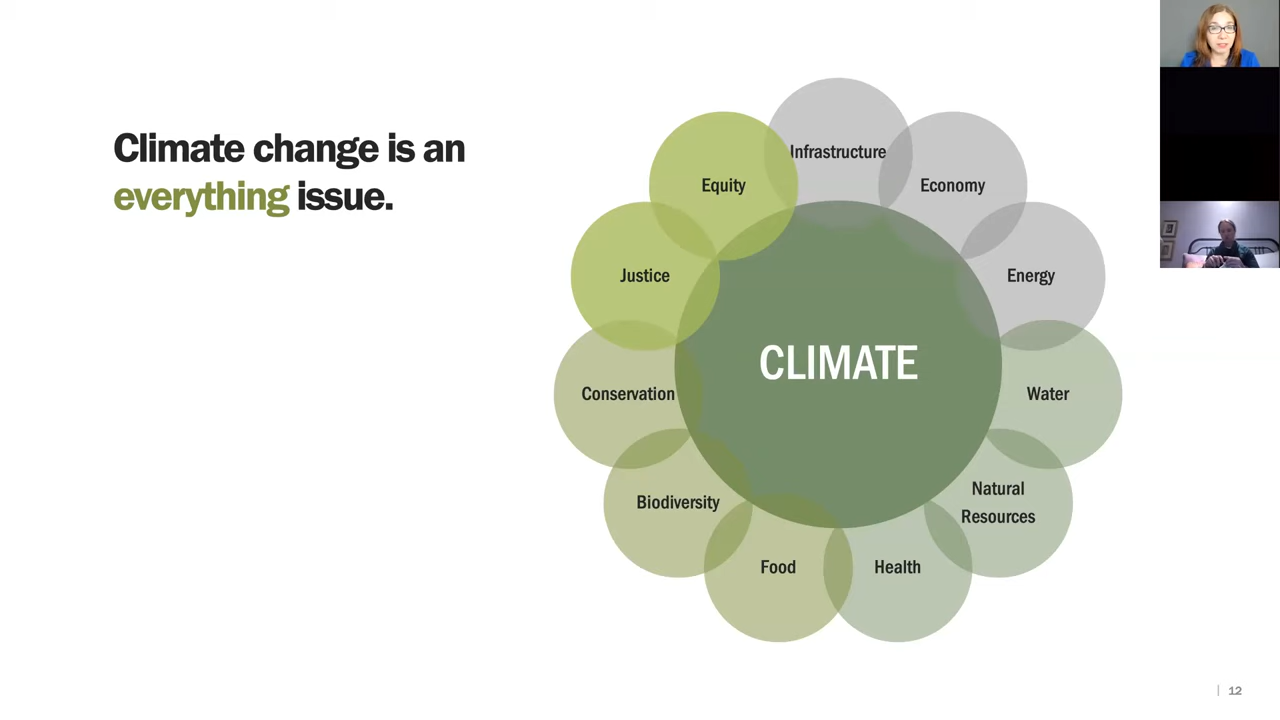 Climate change is an
everything issue.
Infrastructure
Equity
Economy
Justice
Energy
CLIMATE
Conservation
Water
Biodiversity
Natural
Resources
Food
Health
12